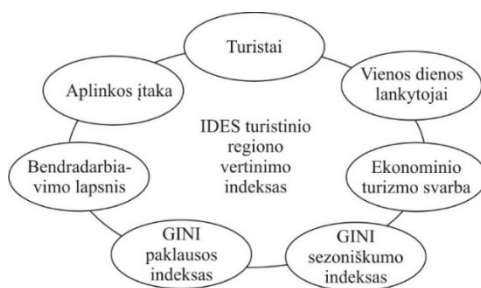 Turistai
Aplinkos įtaka
Vienos dienos
lankytojai
IDES turistinio
regiono
vertinimo
indeksas
Bendradarbia-
vimo lapsnis
Ekonominio
turizmo svarba
GINI
paklausos
indeksas
GINI
sezoniškumo
indeksas